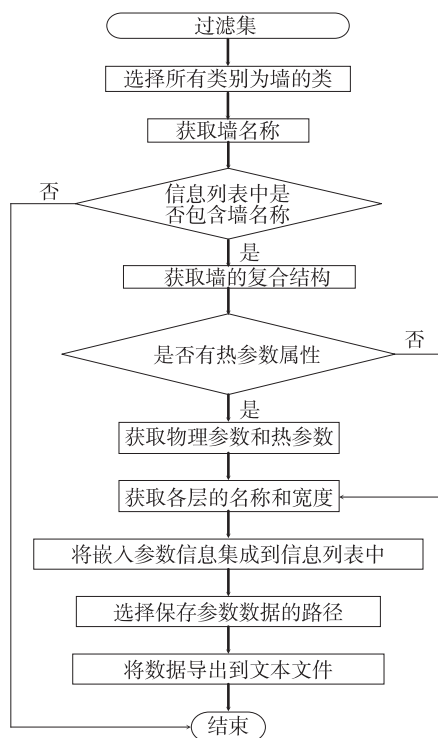 过滤集
选择所有类别为墙的类
获取墙名称
否
信息列表中是
否包含墙名称
是
获取墙的复合结构
否
是否有热参数属性
是
获取物理参数和热参数
获取各层的名称和宽度
将嵌入参数信息集成到信息列表中
选择保存参数数据的路径
将数据导出到文本文件
结束